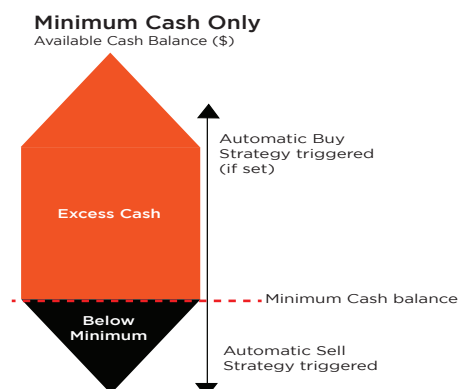 Minimum Cash Only
Available Cash Balance ($)
Automatic Buy
Strategy triggered
(if set)
Excess Cash
Minimum Cash balance
Below
Minimum
Automatic Sell
Strategy triggered